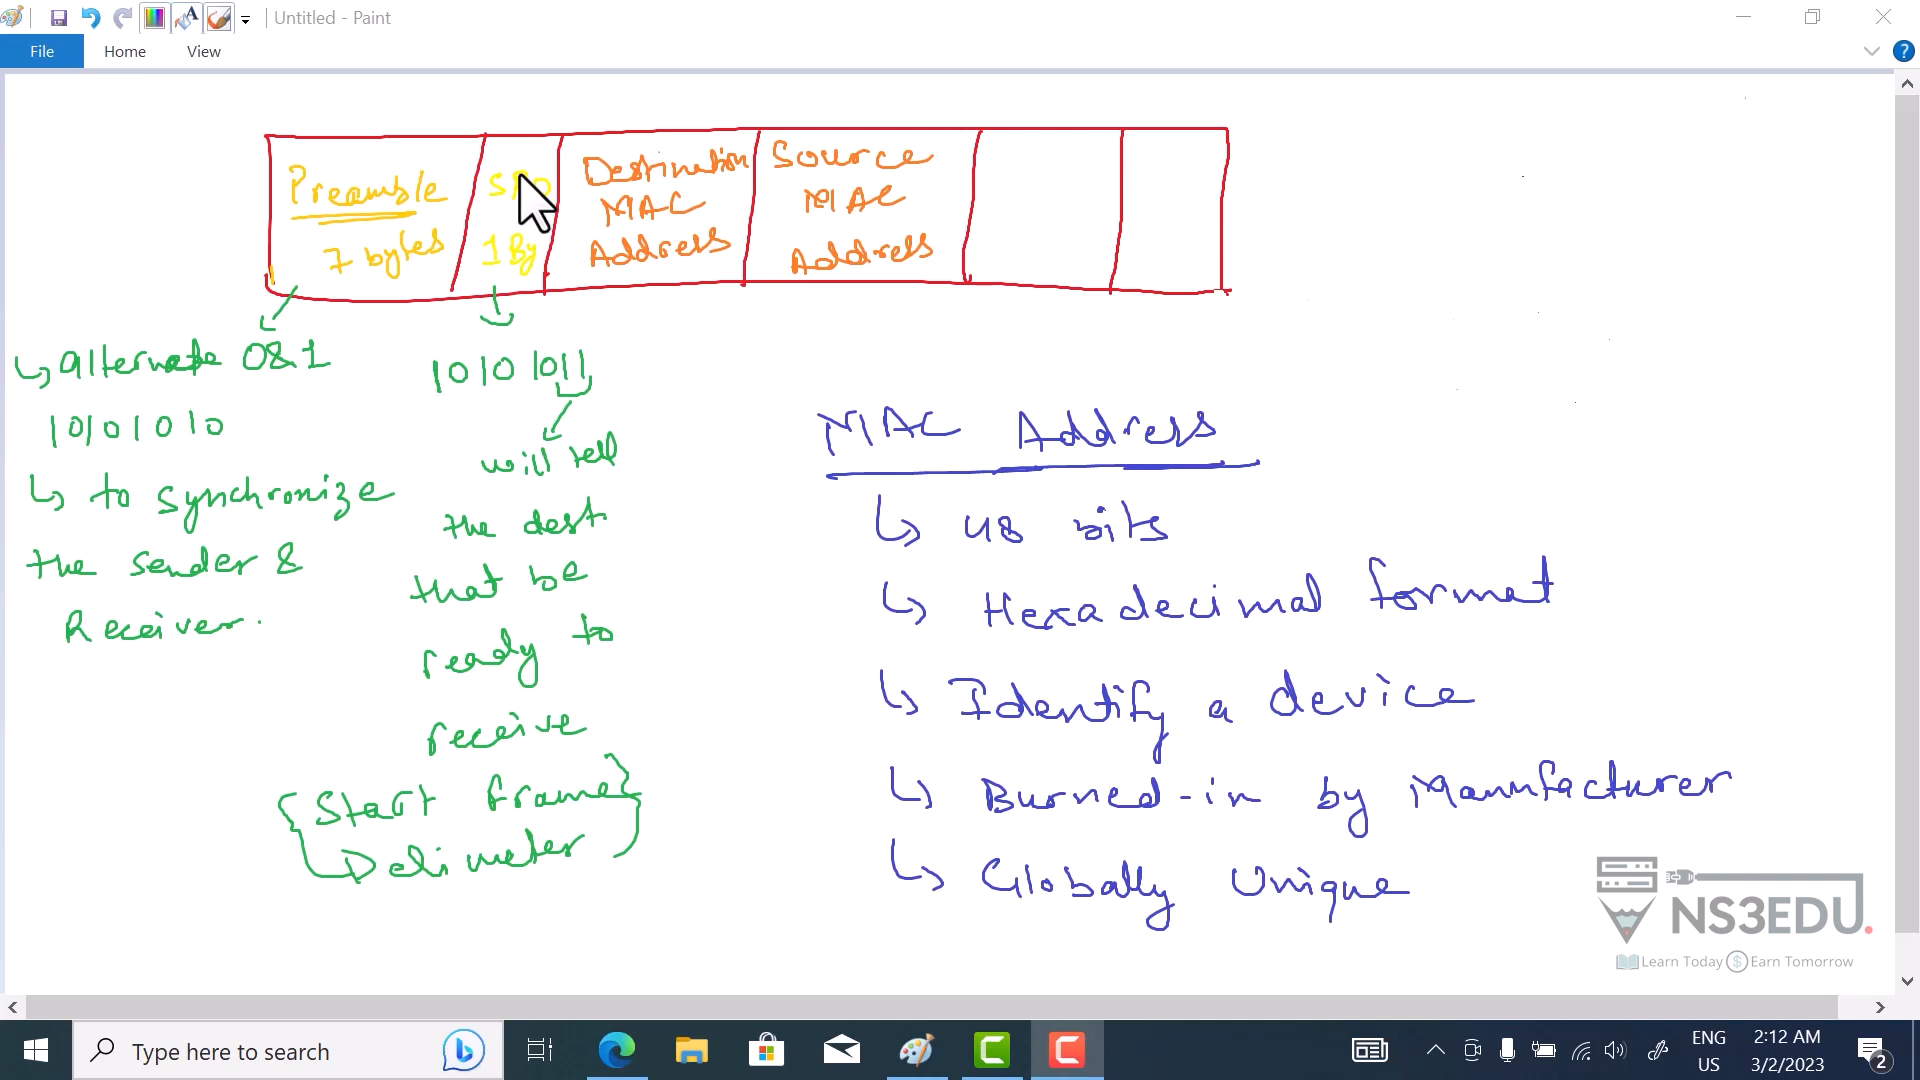 Untitled - Paint
File Home View
Preamble
7 bytes
1 By
Destination
MAC
Address
Source
MAC
Address
alternate 0&1
10101010
to synchronize
the sender &
Receiver.
10101011
will tell
the dest.
that be
ready to
receive
{Start frame}
Delimeter
MAC Address
48 bits
Hexadecimal format
Identify a device
Burned-in by Manufacturer
Globally Unique
NS3EDU.
Learn Today $ Earn Tomorrow
Type here to search
ENG
US
2:12 AM
3/2/2023
2